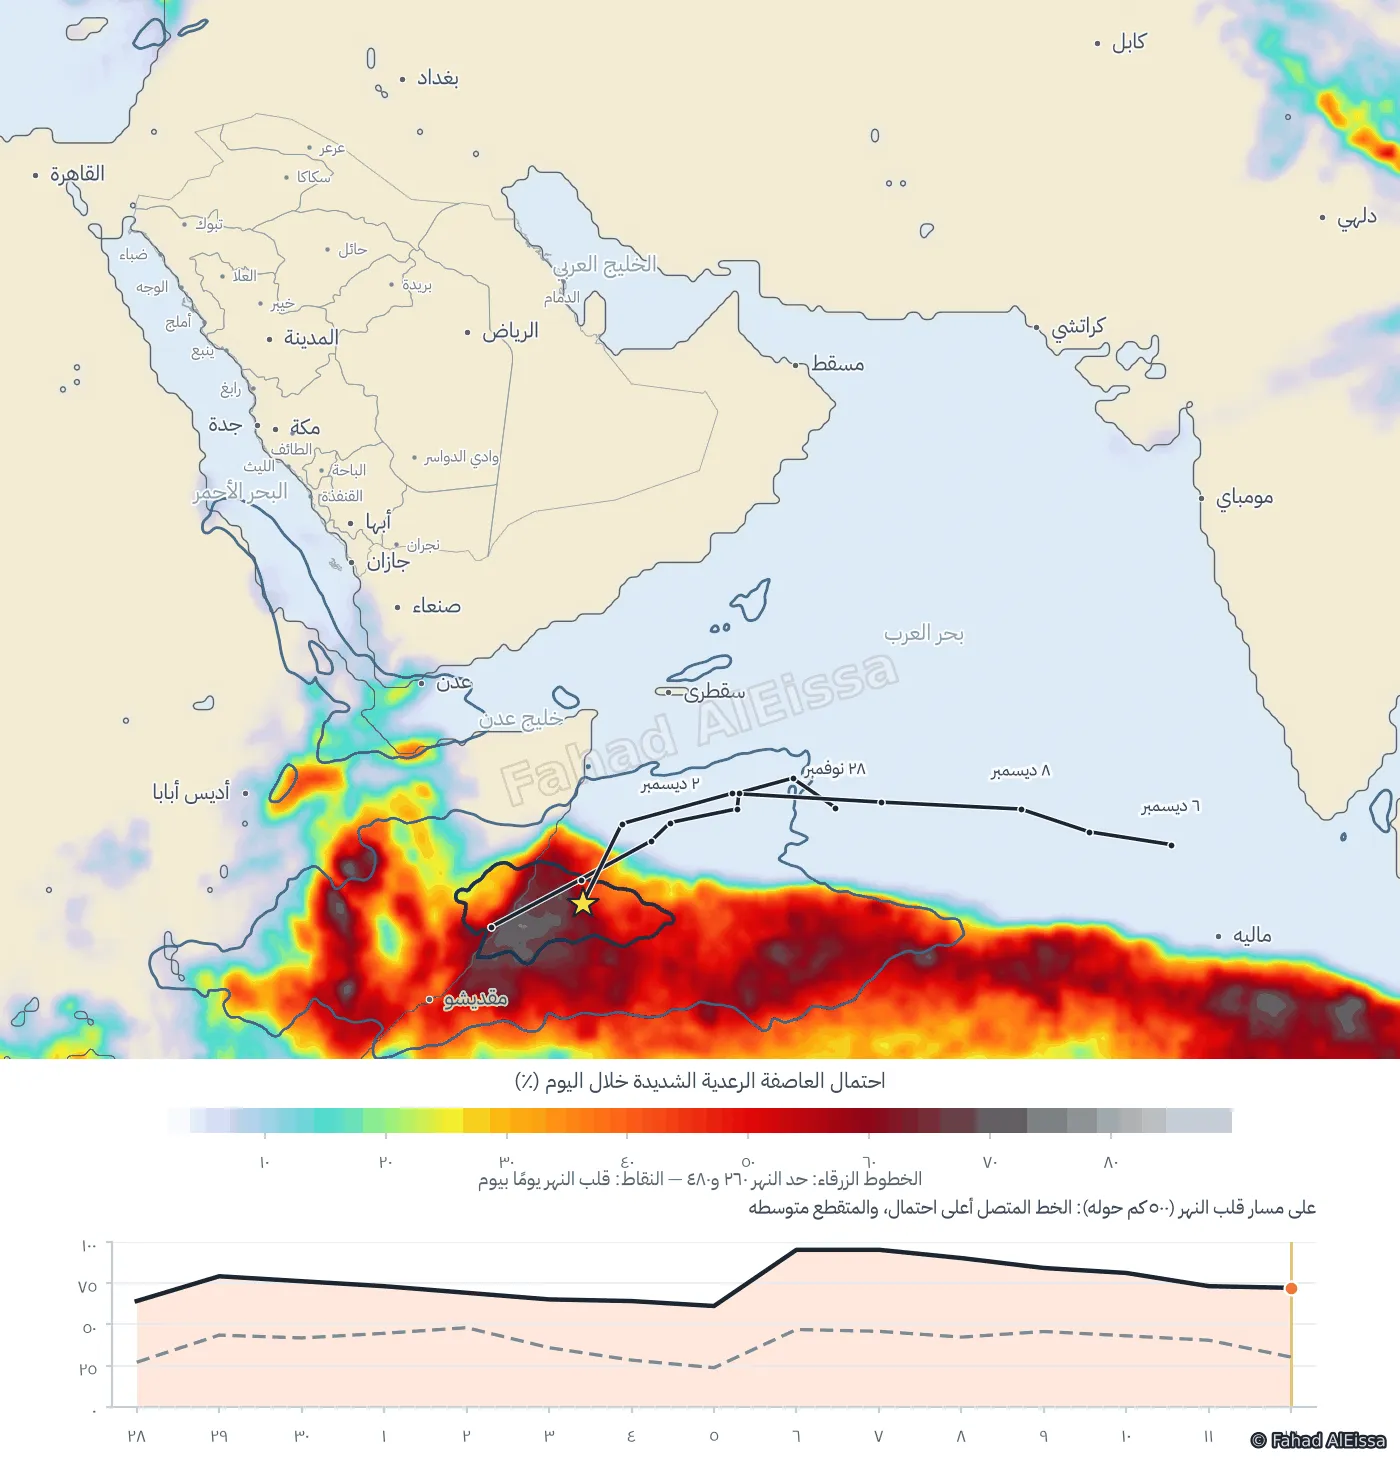 كابل
بغداد
عرعر
سكاكا
القاهرة
دلهي
تبوك
حائل
ضباء
الخليج العربي
العلا
بريدة
الوجه
الدمام
خيبر
أملج
كراتشي
الرياض
المدينة
ينبع
مسقط
رابغ
جدة
مكة
الطائف
وادي الدواسر
الليث
الباحة
البحر الأحمر
القنفذة
مومباي
أبها
نجران
جازان
صنعاء
بحر العرب
عدن
سقطرى
خليج عدن
Fahad AlEissa
٢٨ نوفمبر
٨ ديسمبر
٢ ديسمبر
أديس أبابا
٦ ديسمبر
ماليه
مقديشو
احتمال العاصفة الرعدية الشديدة خلال اليوم (٪)
١٠ ٢٠ ٣٠ ٤٠ ٥٠ ٦٠ ٧٠ ٨٠
الخطوط الزرقاء: حد النهر ٢٦٠ و٤٨٠ — النقاط: قلب النهر يومًا بيوم
على مسار قلب النهر (٥٠٠ كم حوله): الخط المتصل أعلى احتمال، والمتقطع متوسطه
١٠٠
٧٥
٥٠
٢٥
٠
٢٨ ٢٩ ٣٠ ١ ٢ ٣ ٤ ٥ ٦ ٧ ٨ ٩ ١٠ ١١
© Fahad AlEissa